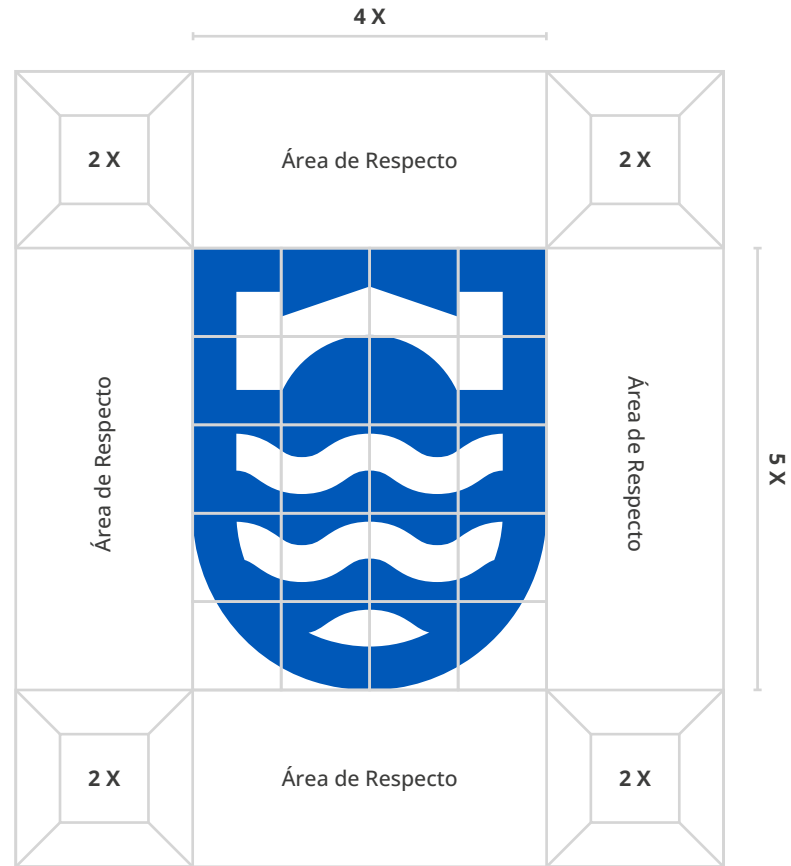 4 X
2 X
Área de Respecto
2 X
Área de Respecto
Área de Respecto
5 X
2 X
Área de Respecto
2 X